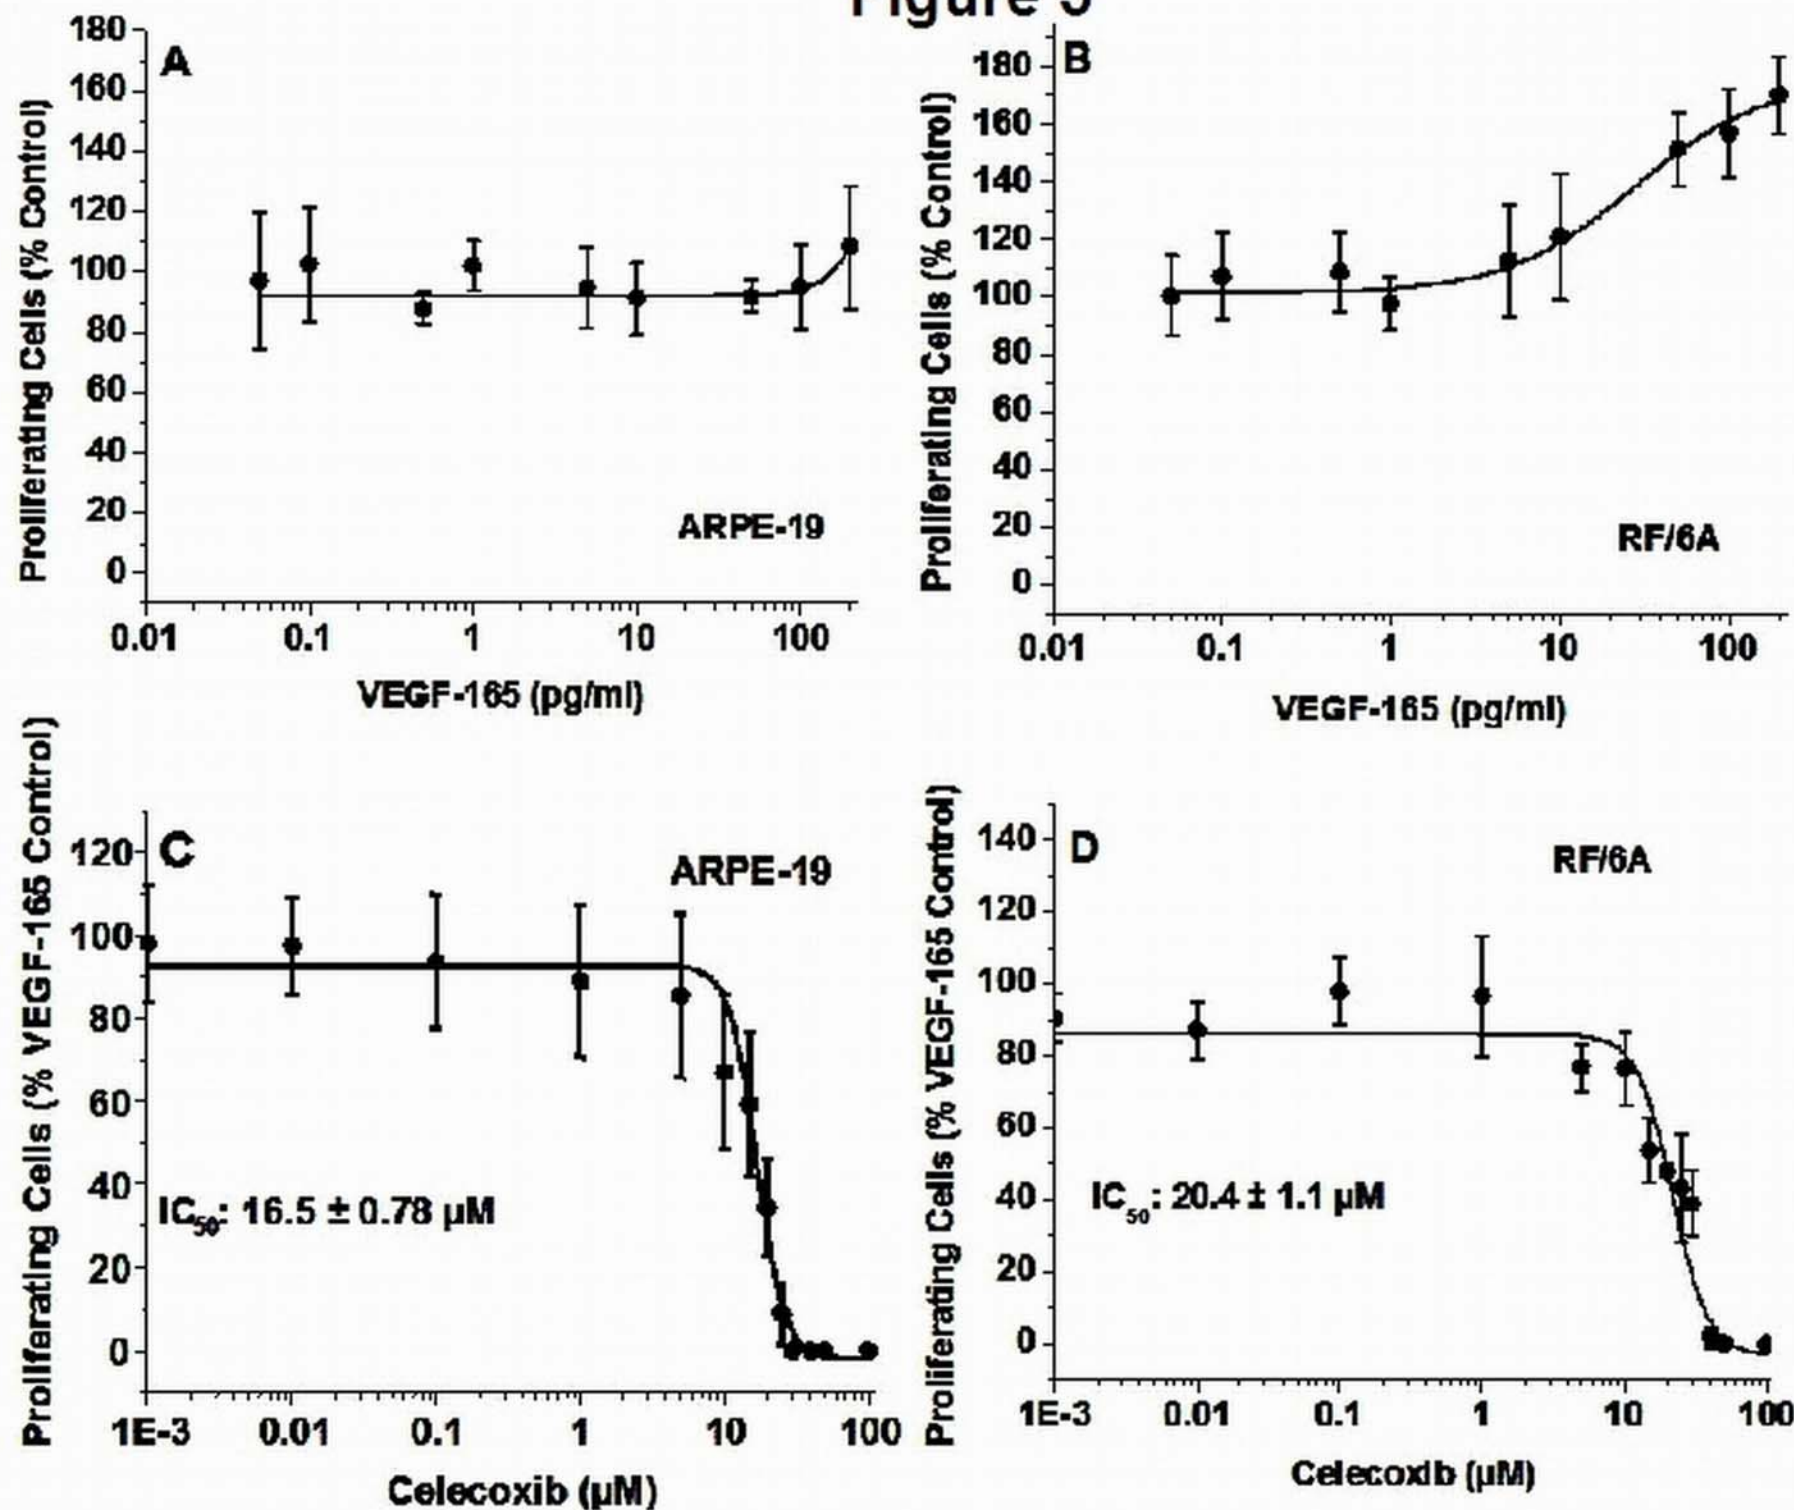 Figure 5
A
180
160
140
120
100
80
60
40
20
0
Proliferating Cells (% Control)
ARPE-19
0.01 0.1 1 10 100
VEGF-165 (pg/ml)
B
180
160
140
120
100
80
60
40
20
0
Proliferating Cells (% Control)
RF/6A
0.01 0.1 1 10 100
VEGF-165 (pg/ml)
C
120
100
80
60
40
20
0
Proliferating Cells (% VEGF-165 Control)
ARPE-19
IC50: 16.5 ± 0.78 µM
1E-3 0.01 0.1 1 10 100
Celecoxib (µM)
D
140
120
100
80
60
40
20
0
Proliferating Cells (% VEGF-165 Control)
RF/6A
IC50: 20.4 ± 1.1 µM
1E-3 0.01 0.1 1 10 100
Celecoxib (µM)